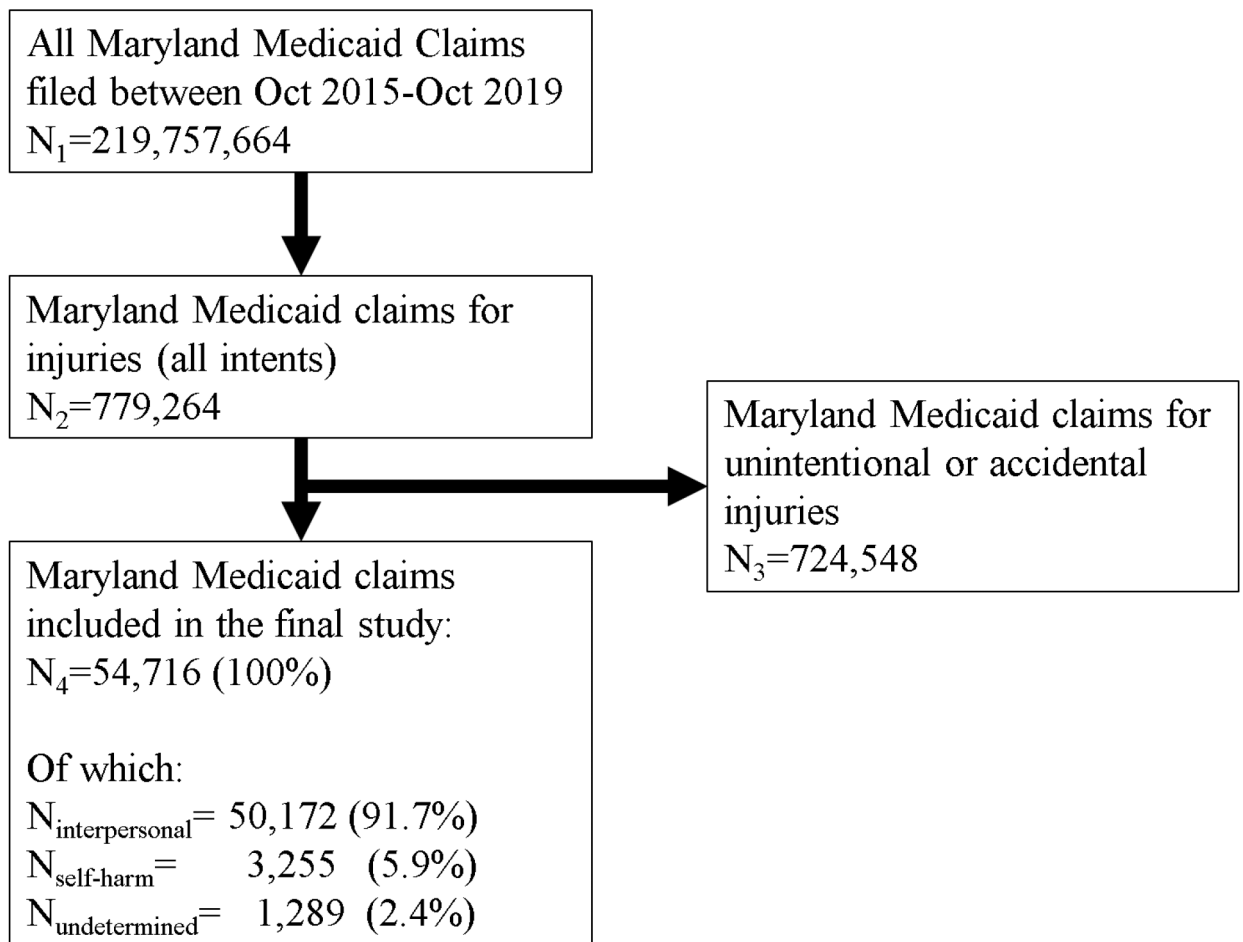 All Maryland Medicaid Claims
filed between Oct 2015-Oct 2019
N₁=219,757,664
Maryland Medicaid claims for
injuries (all intents)
N₂=779,264
Maryland Medicaid claims for
unintentional or accidental
injuries
N₃=724,548
Maryland Medicaid claims
included in the final study:
N₄=54,716 (100%)
Of which:
Ninterpersonal= 50,172 (91.7%)
Nself-harm= 3,255 (5.9%)
Nundetermined= 1,289 (2.4%)